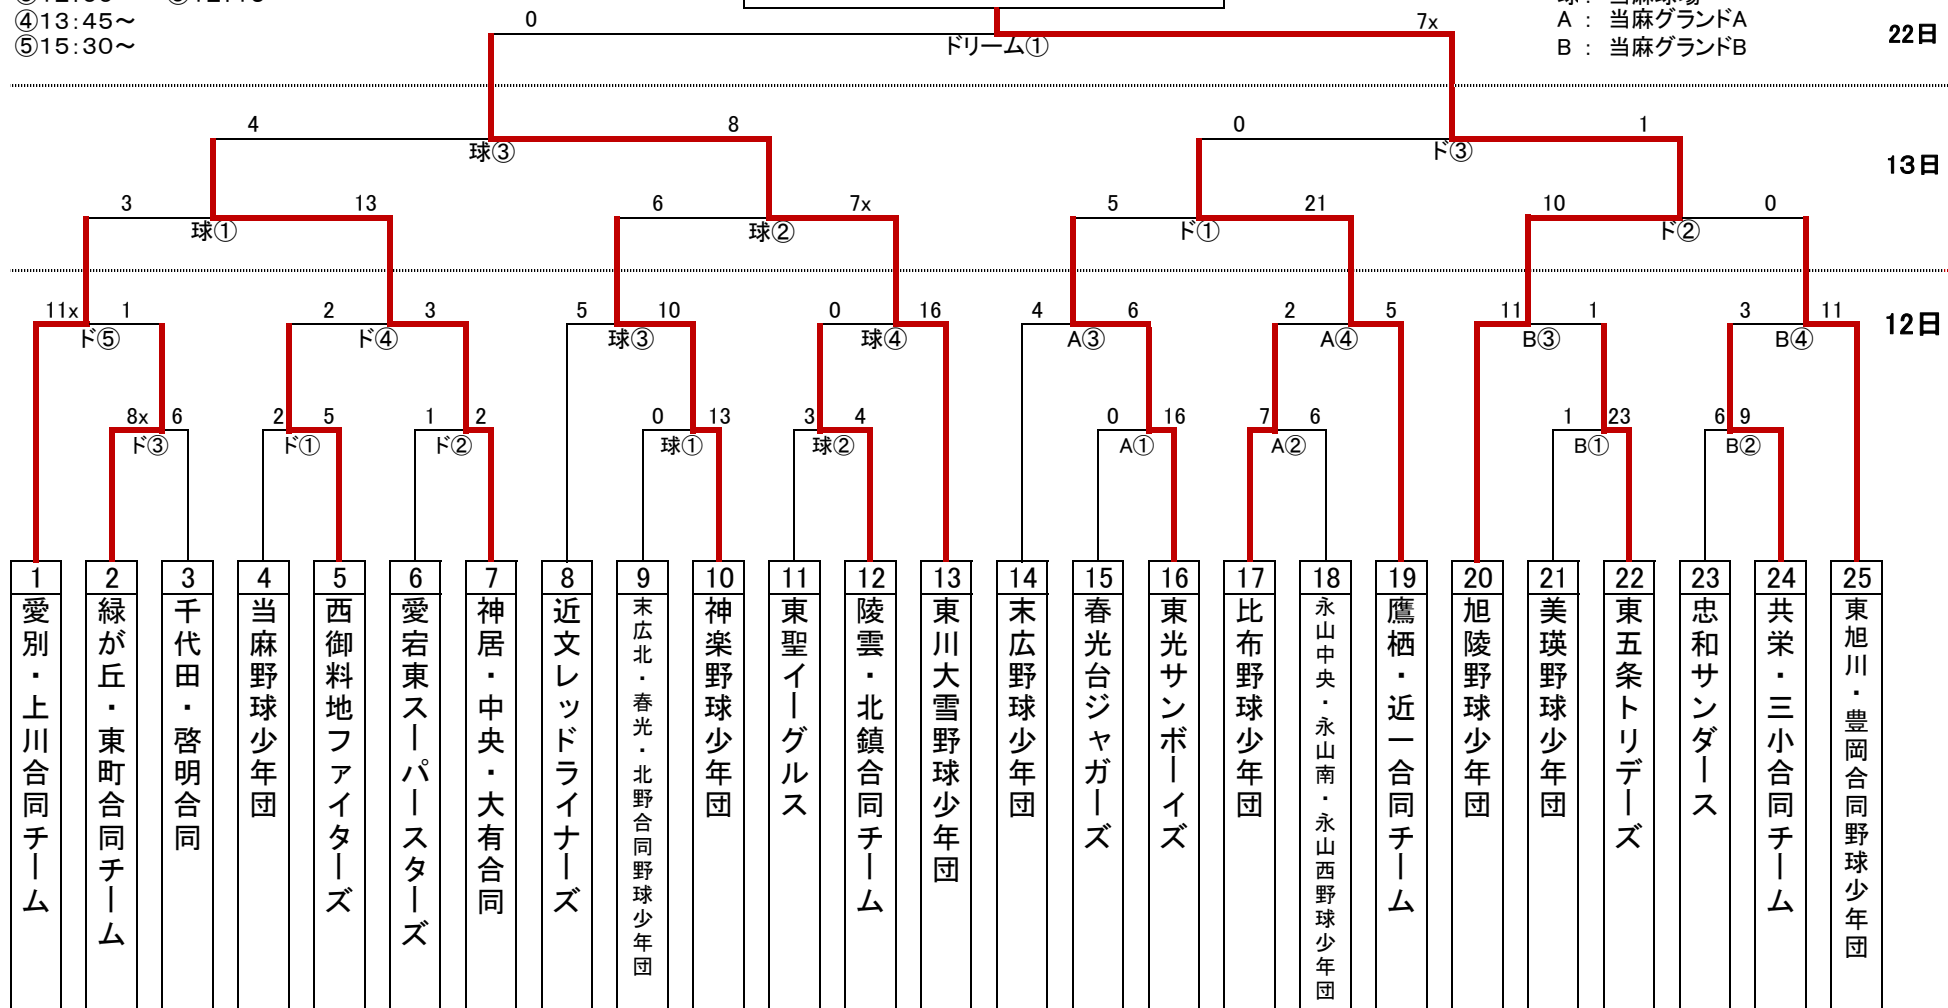 ④13:45～
⑤15:30～
A : 当麻グランドA
B : 当麻グランドB
22日
0
7x
ドリーム①
4
8
0
1
球③
ド③
13日
3
13
6
7x
5
21
10
0
球①
球②
ド①
ド②
11x
1
2
3
5
10
0
16
4
6
2
5
11
1
3
11
12日
ド⑤
ド④
球③
球④
A③
A④
B③
B④
8x
6
2
5
1
2
0
13
3
4
0
16
7
6
1
23
6
9
ド③
ド①
ド②
球①
球②
A①
A②
B①
B②
1
愛別・上川合同チーム
2
緑が丘・東町合同チーム
3
千代田・啓明合同
4
当麻野球少年団
5
西御料地ファイターズ
6
愛宕東スーパースターズ
7
神居・中央・大有合同
8
近文レッドライナーズ
9
末広北・春光・北野合同野球少年団
10
神楽野球少年団
11
東聖イーグルス
12
陵雲・北鎮合同チーム
13
東川大雪野球少年団
14
末広野球少年団
15
春光台ジャガーズ
16
東光サンボーイズ
17
比布野球少年団
18
永山中央・永山南・永山西野球少年団
19
鷹栖・近一合同チーム
20
旭陵野球少年団
21
美瑛野球少年団
22
東五条トリデーズ
23
忠和サンダース
24
共栄・三小合同チーム
25
東旭川・豊岡合同野球少年団